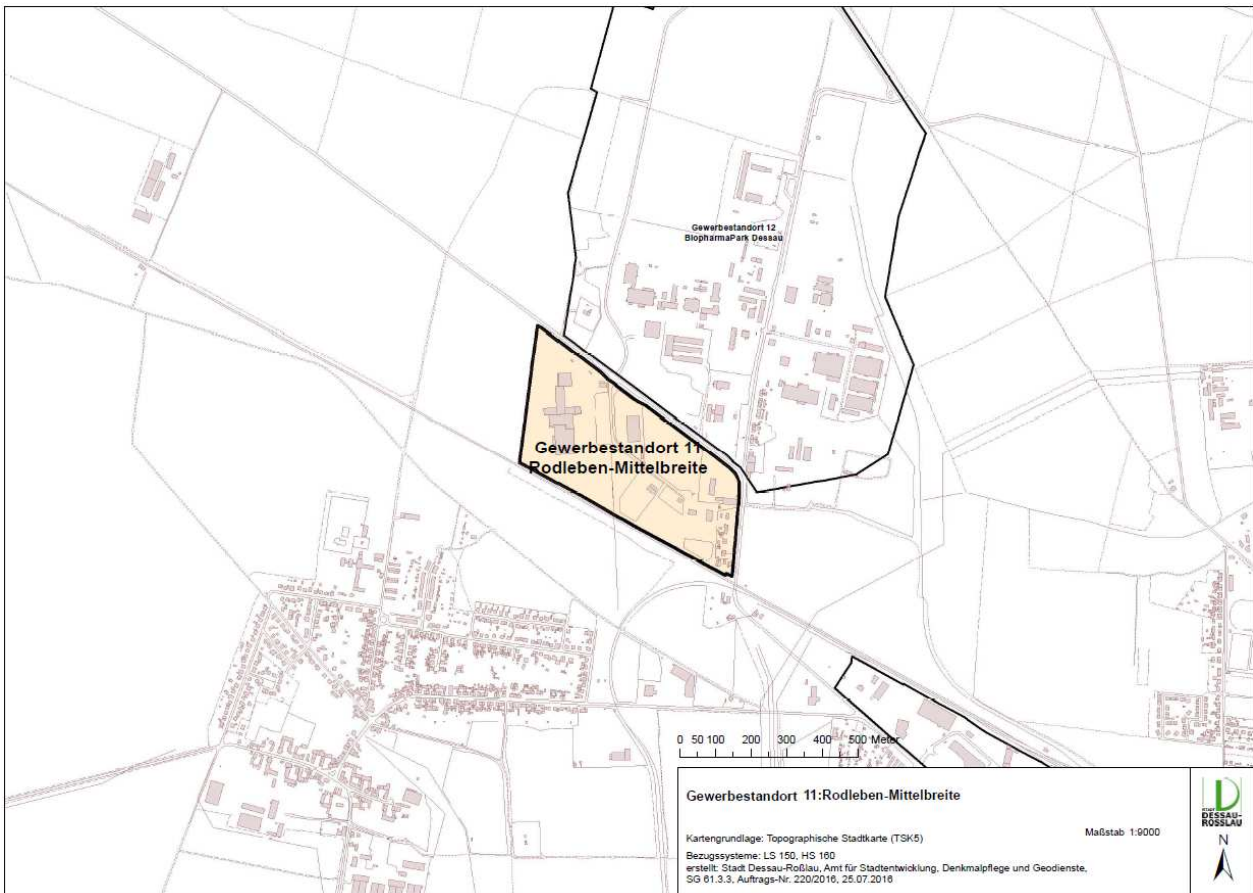 Gewerbestandort 12
BiopharmaPark Dessau
Gewerbestandort 11
Rodleben-Mittelbreite
0 50 100 200 300 400 500 Meter
Gewerbestandort 11:Rodleben-Mittelbreite
Kartengrundlage: Topographische Stadtkarte (TSK5)
Maßstab 1:9000
Bezugssysteme: LS 150, HS 160
erstellt: Stadt Dessau-Roßlau, Amt für Stadtentwicklung, Denkmalpflege und Geodienste,
SG 61.3.3, Auftrags-Nr. 220/2016, 25.07.2016
STADT
DESSAU-
ROSSLAU
N